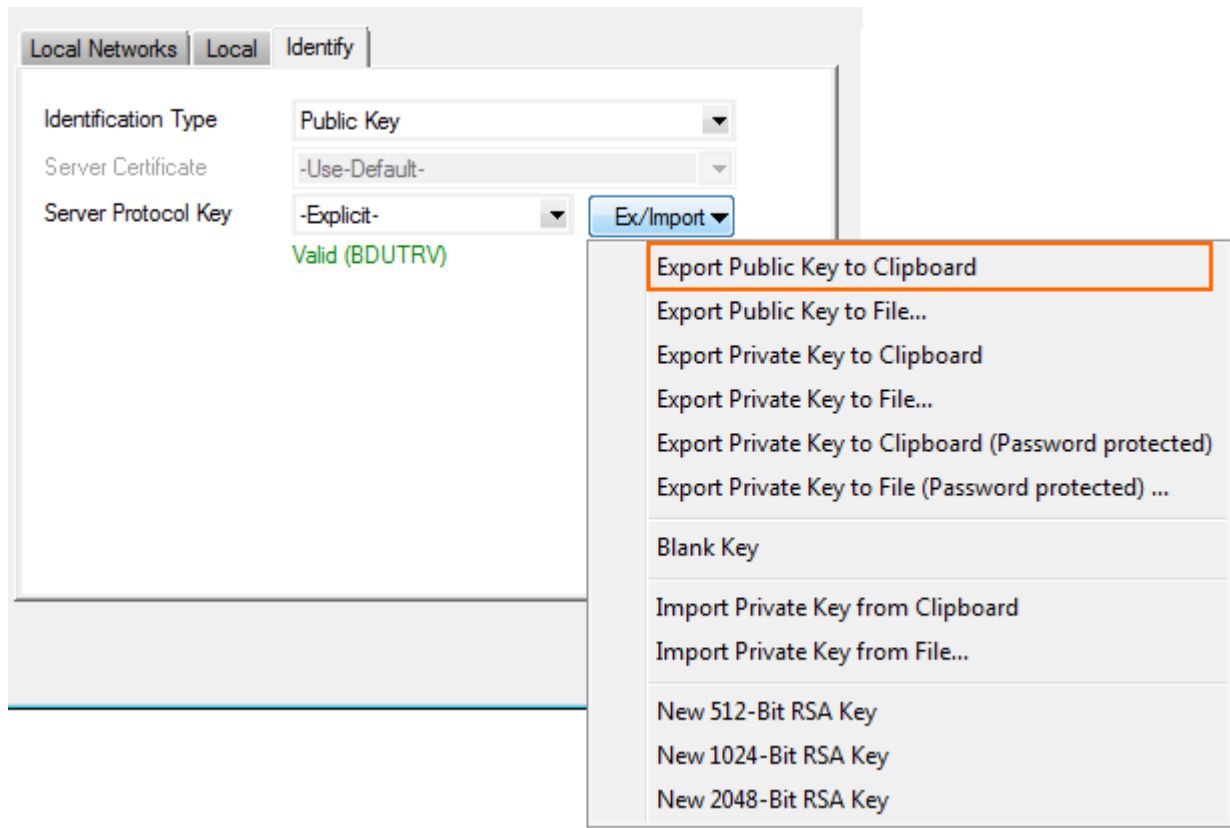 Local Networks Local Identify
Identification Type Public Key
Server Certificate -Use-Default-
Server Protocol Key -Explicit- Ex/Import
Valid (BDUTRV)
Export Public Key to Clipboard
Export Public Key to File...
Export Private Key to Clipboard
Export Private Key to File...
Export Private Key to Clipboard (Password protected)
Export Private Key to File (Password protected) ...
Blank Key
Import Private Key from Clipboard
Import Private Key from File...
New 512-Bit RSA Key
New 1024-Bit RSA Key
New 2048-Bit RSA Key